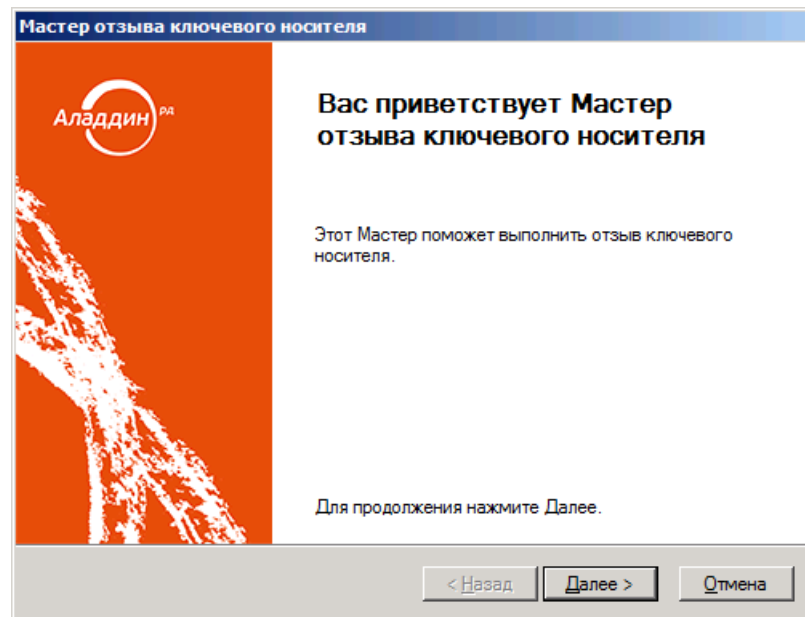 Мастер отзыва ключевого носителя
Аладдин РД
Вас приветствует Мастер
отзыва ключевого носителя
Этот Мастер поможет выполнить отзыв ключевого
носителя.
Для продолжения нажмите Далее.
< Назад Далее > Отмена